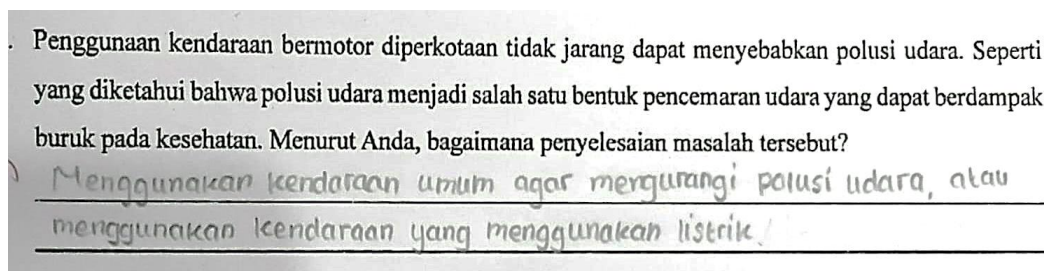 . Penggunaan kendaraan bermotor diperkotaan tidak jarang dapat menyebabkan polusi udara. Seperti
yang diketahui bahwa polusi udara menjadi salah satu bentuk pencemaran udara yang dapat berdampak
buruk pada kesehatan. Menurut Anda, bagaimana penyelesaian masalah tersebut?
Menggunakan kendaraan umum agar mengurangi polusi udara, atau
menggunakan kendaraan yang menggunakan listrik.